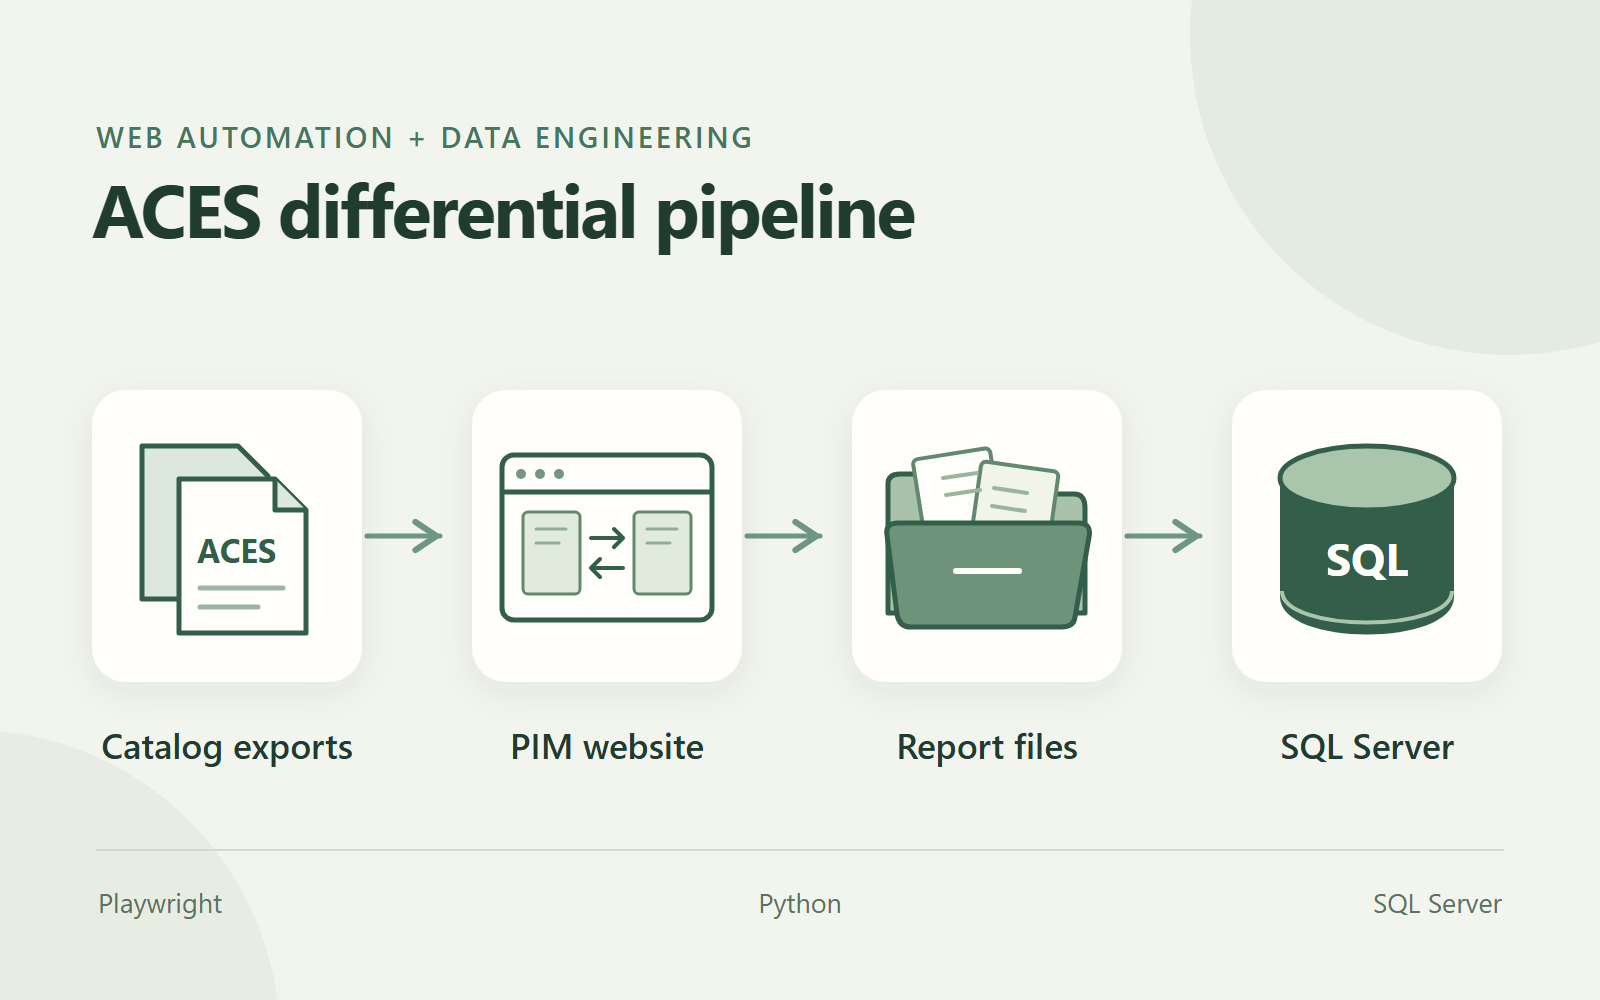 WEB AUTOMATION + DATA ENGINEERING
ACES differential pipeline
ACES
SQL
Catalog exports
PIM website
Report files
SQL Server
Playwright
Python
SQL Server